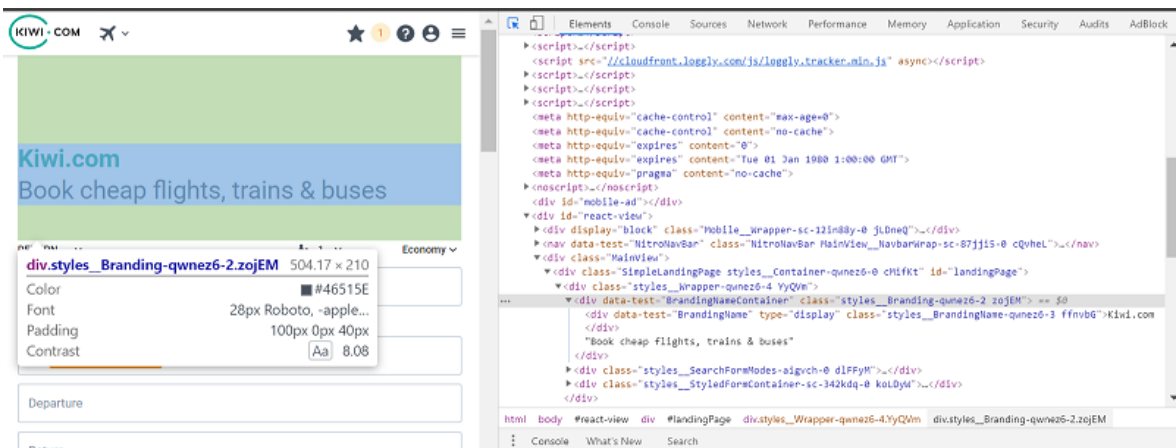 KIWI·COM
1
Kiwi.com
Book cheap flights, trains & buses
Economy
div.styles__Branding-qwnez6-2.zojEM 504.17 × 210
Color #46515E
Font 28px Roboto, -apple...
Padding 100px 0px 40px
Contrast Aa 8.08
Departure
Elements Console Sources Network Performance Memory Application Security Audits AdBlock
<script>…</script>
<script src="//cloudfront.loggly.com/js/loggly.tracker.min.js" async></script>
<script>…</script>
<script>…</script>
<script>…</script>
<meta http-equiv="cache-control" content="max-age=0">
<meta http-equiv="cache-control" content="no-cache">
<meta http-equiv="expires" content="0">
<meta http-equiv="expires" content="Tue 01 Jan 1980 1:00:00 GMT">
<meta http-equiv="pragma" content="no-cache">
<noscript>…</noscript>
<div id="mobile-ad"></div>
<div id="react-view">
<div display="block" class="Mobile__Wrapper-sc-12in88y-0 jLDneQ">…</div>
<nav data-test="NitroNavBar" class="NitroNavBar MainView__NavbarWrap-sc-87jji5-0 cQvheL">…</nav>
<div class="MainView">
<div class="SimpleLandingPage styles__Container-qwnez6-0 cMifKt" id="landingPage">
<div class="styles__Wrapper-qwnez6-4 YyQVm">
<div data-test="BrandingNameContainer" class="styles__Branding-qwnez6-2 zojEM"> == $0
<div data-test="BrandingName" type="display" class="styles__BrandingName-qwnez6-3 ffnvbG">Kiwi.com
</div>
"Book cheap flights, trains & buses"
</div>
<div class="styles__SearchFormModes-aigvch-0 dlFFyM">…</div>
<div class="styles__StyledFormContainer-sc-342kdq-0 koLDyW">…</div>
</div>
html body #react-view div #landingPage div.styles__Wrapper-qwnez6-4.YyQVm div.styles__Branding-qwnez6-2.zojEM
Console What's New Search